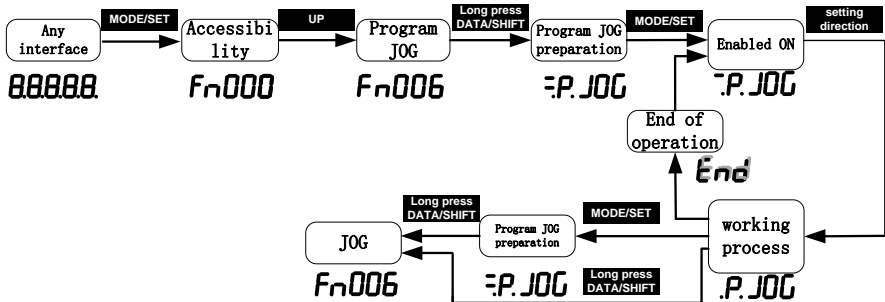 Any
interface
8.8.8.8.8.
MODE/SET
Accessibi
lity
Fn000
UP
Program
JOG
Fn006
Long press
DATA/SHIFT
Program JOG
preparation
.P. JOG
MODE/SET
Enabled ON
.P. JOG
setting
direction
End of
operation
End
working
process
.P. JOG
MODE/SET
Program JOG
preparation
.P. JOG
Long press
DATA/SHIFT
JOG
Fn006
Long press
DATA/SHIFT